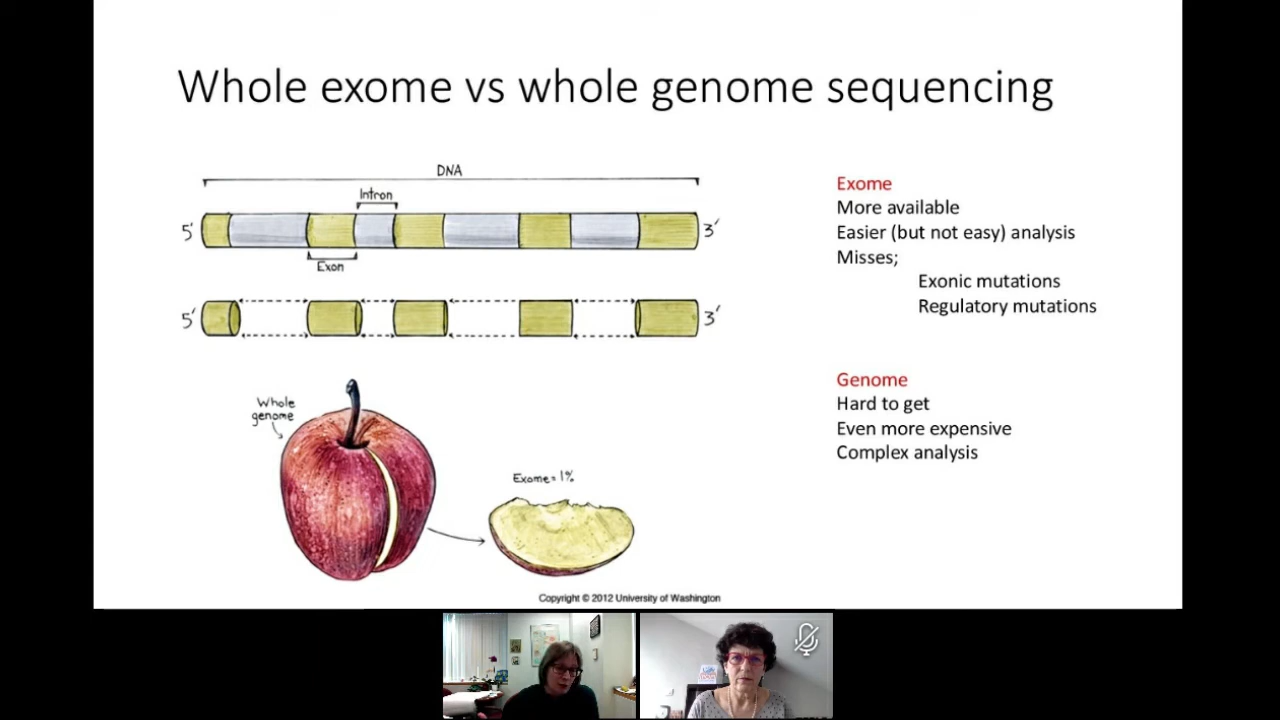 Whole exome vs whole genome sequencing
DNA
Intron
5′
3′
Exon
5′
3′
Whole
genome
Exome = 1%
Copyright © 2012 University of Washington
Exome
More available
Easier (but not easy) analysis
Misses;
Exonic mutations
Regulatory mutations
Genome
Hard to get
Even more expensive
Complex analysis